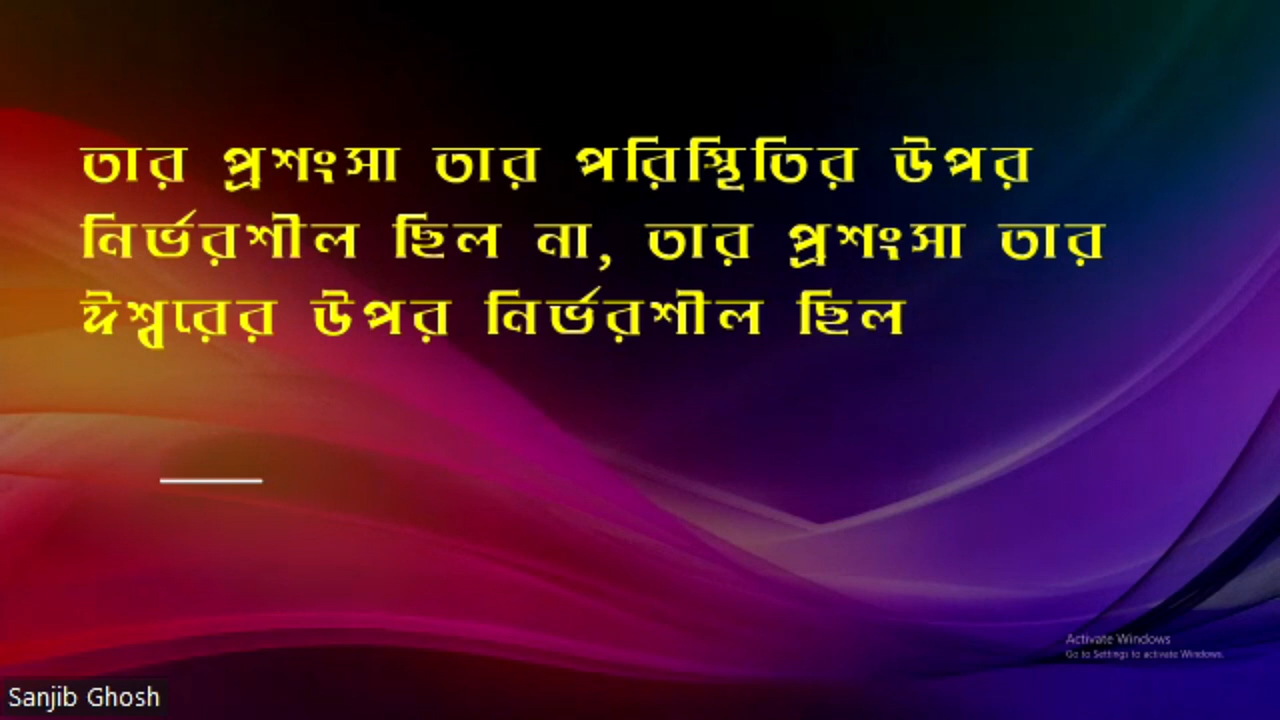 তার প্রশংসা তার পরিস্থিতির উপর
নির্ভরশীল ছিল না, তার প্রশংসা তার
ঈশ্বরের উপর নির্ভরশীল ছিল
Activate Windows
Go to Settings to activate Windows.
Sanjib Ghosh